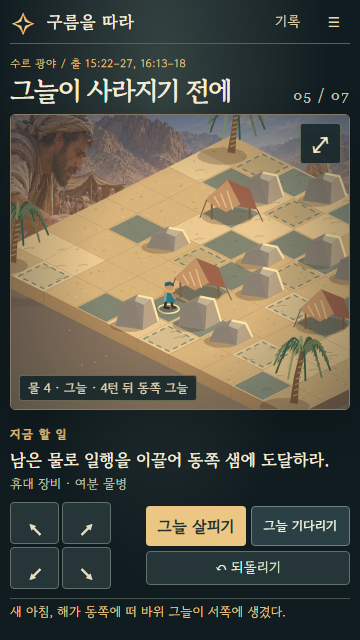 구름을 따라
기록
수르 광야 / 출 15:22–27, 16:13–18
그늘이 사라지기 전에
05 / 07
물 4 · 그늘 · 4턴 뒤 동쪽 그늘
지금 할 일
남은 물로 일행을 이끌어 동쪽 샘에 도달하라.
휴대 장비 · 여분 물병
그늘 살피기
그늘 기다리기
되돌리기
새 아침, 해가 동쪽에 떠 바위 그늘이 서쪽에 생겼다.